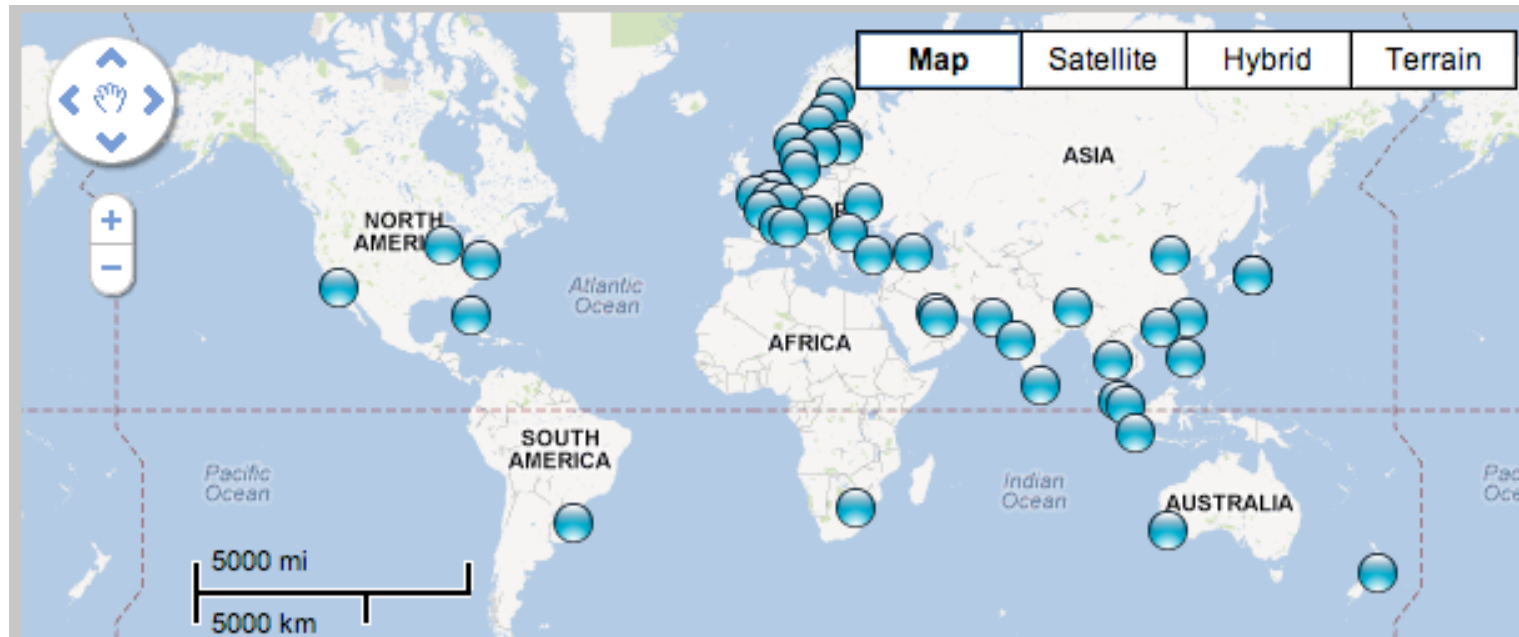 Map
Satellite
Hybrid
Terrain
ASIA
NORTH
AMERI
Atlantic
Ocean
AFRICA
SOUTH
AMERICA
Pacific
Ocean
Indian
Ocean
AUSTRALIA
Pac
Oce
5000 mi
5000 km
+
−